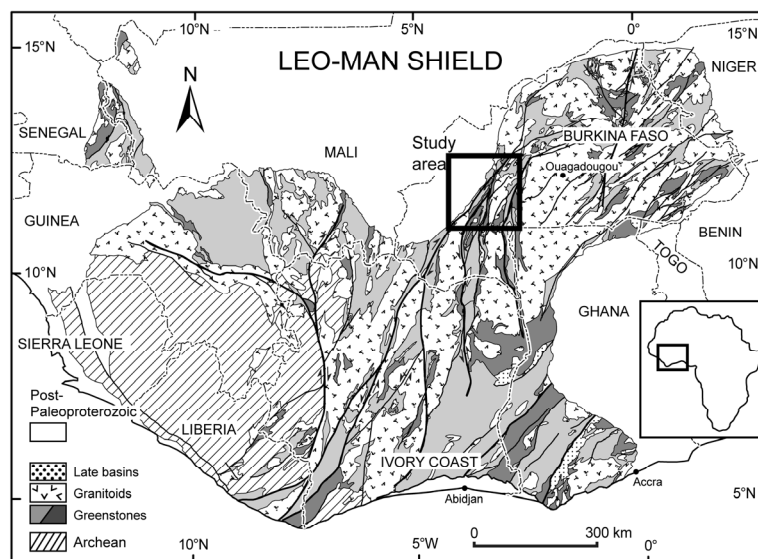 10°N
5°W
0°
15°N
15°N
LEO-MAN SHIELD
N
NIGER
SENEGAL
BURKINA FASO
MALI
Study
area
Ouagadougou
GUINEA
BENIN
TOGO
10°N
10°N
GHANA
SIERRA LEONE
Post-
Paleoproterozoic
LIBERIA
IVORY COAST
Late basins
Granitoids
Greenstones
Archean
Abidjan
Accra
5°N
10°N
5°W
0
300 km
0°